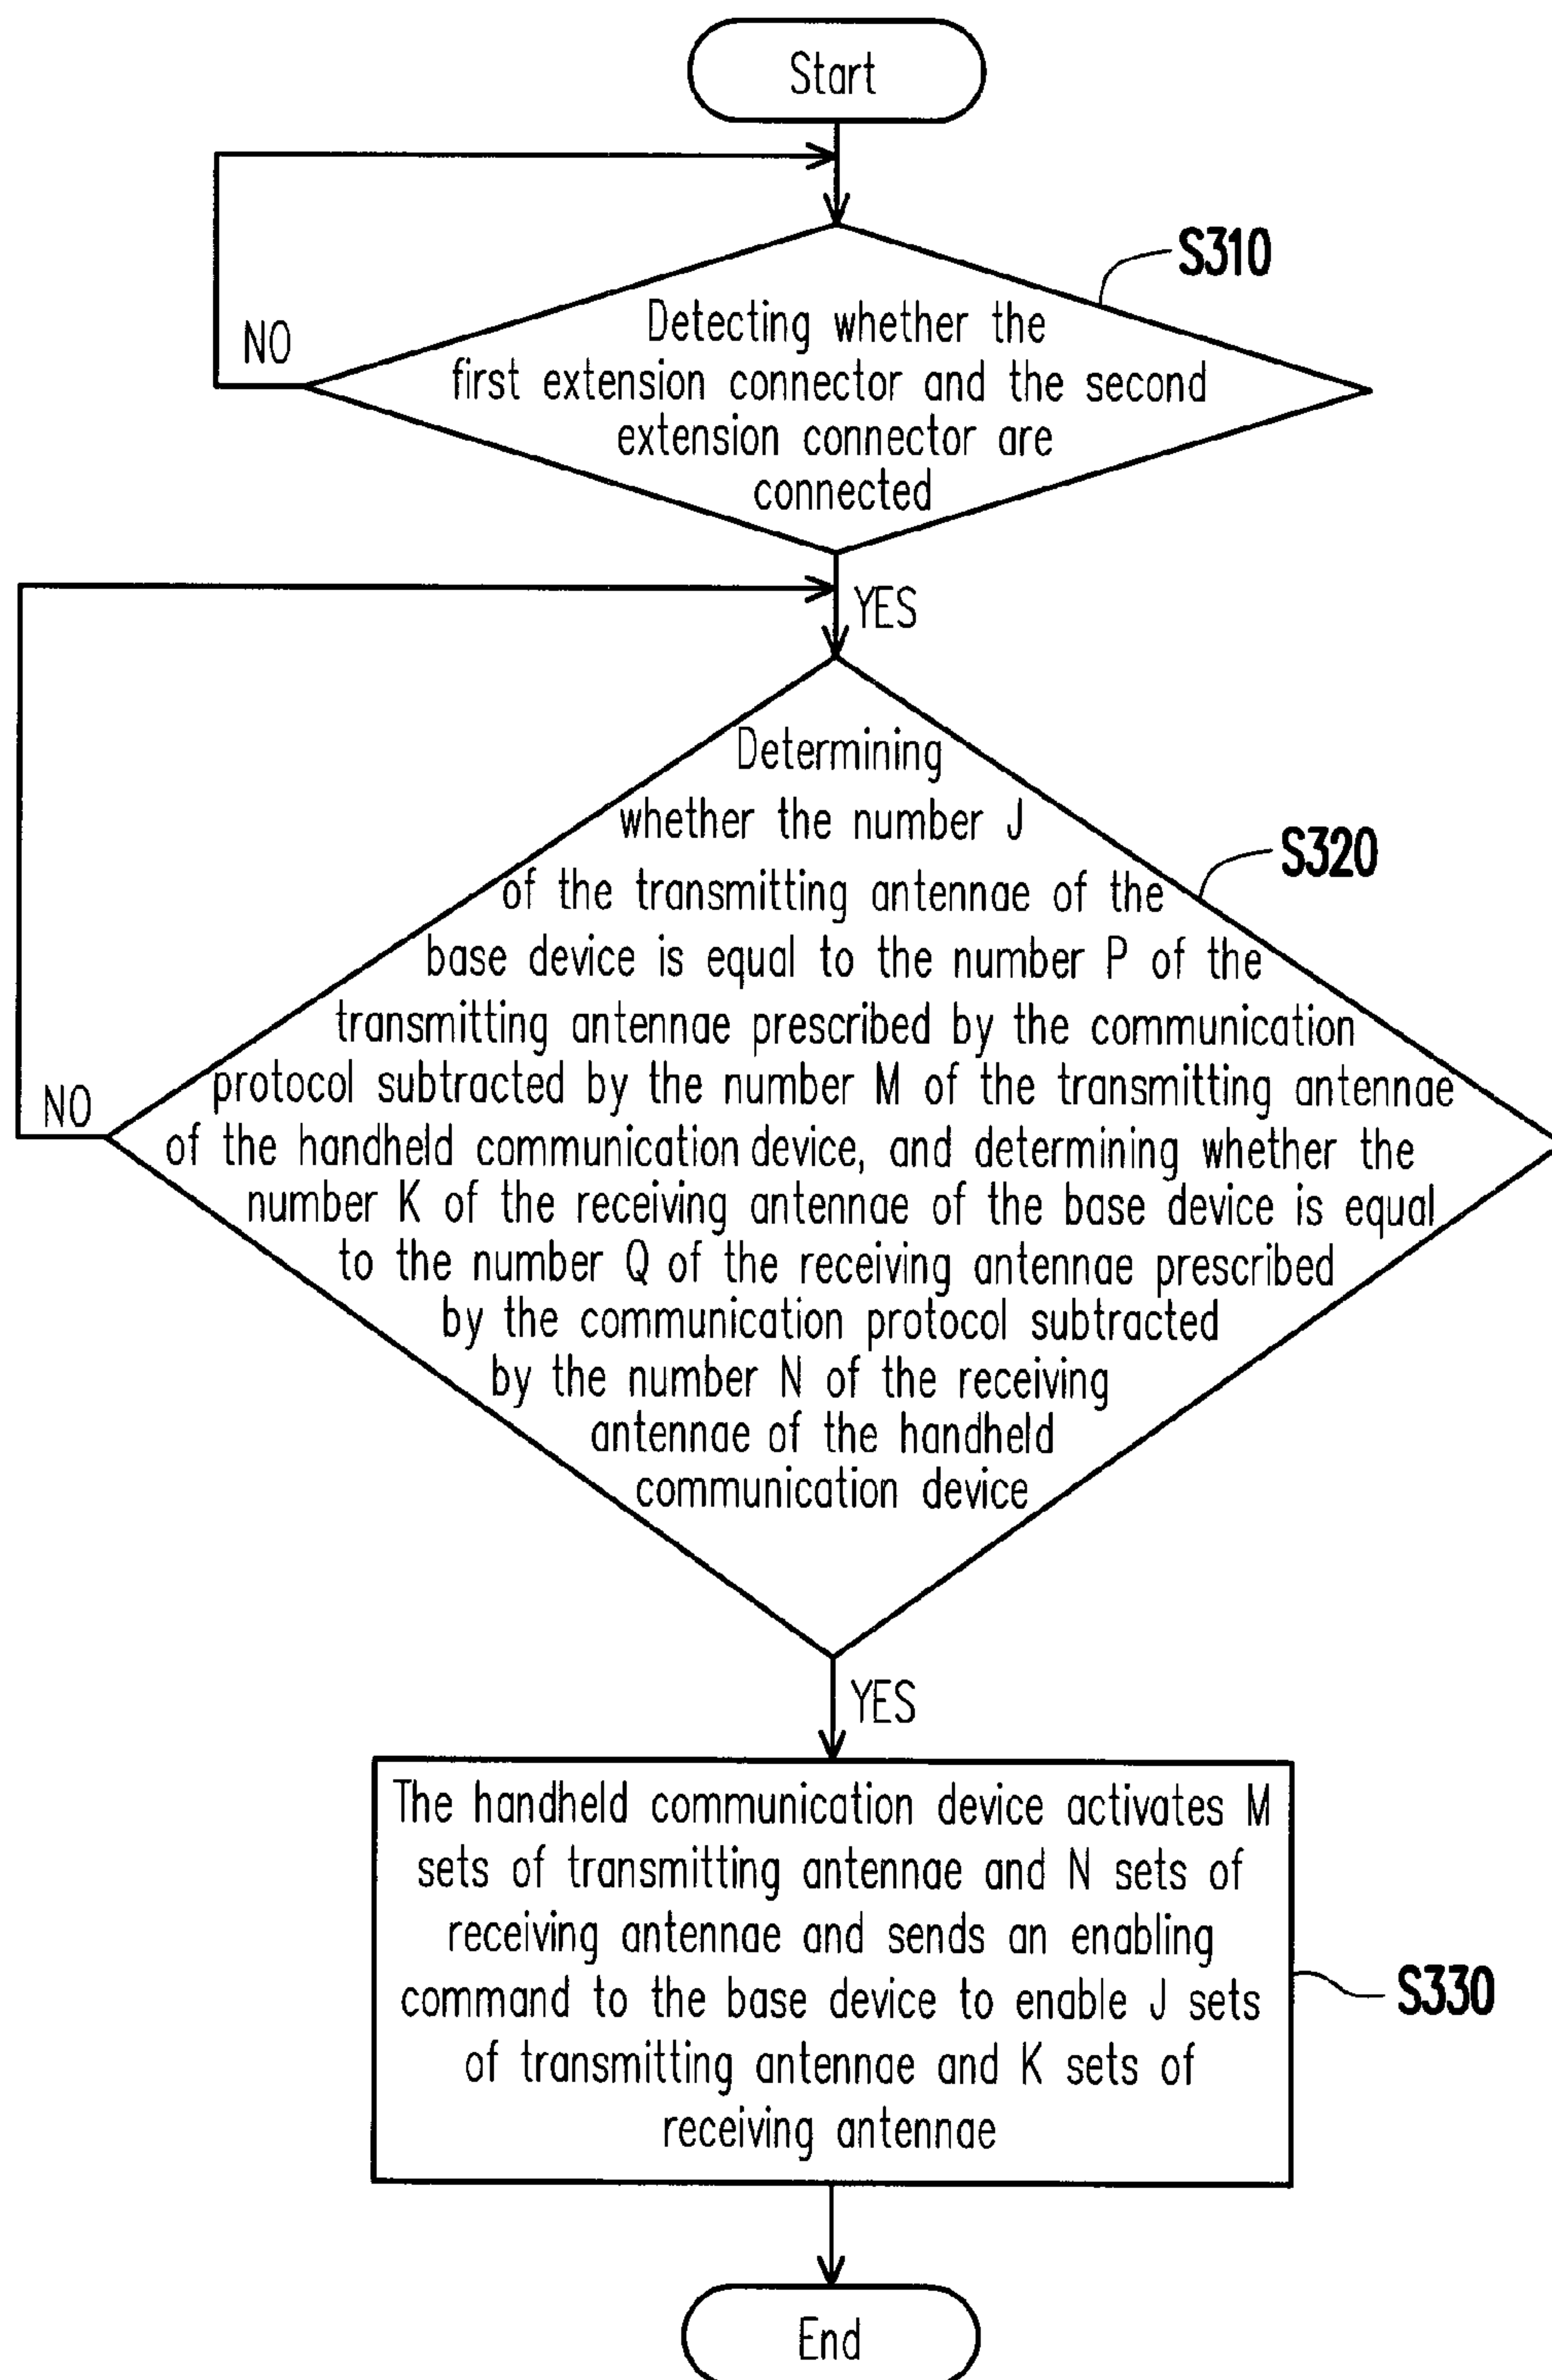 Start
S310
Detecting whether the
first extension connector and the second
extension connector are
connected
NO
YES
S320
Determining
whether the number J
of the transmitting antennae of the
base device is equal to the number P of the
transmitting antennae prescribed by the communication
protocol subtracted by the number M of the transmitting antennae
of the handheld communication device, and determining whether the
number K of the receiving antennae of the base device is equal
to the number Q of the receiving antennae prescribed
by the communication protocol subtracted
by the number N of the receiving
antennae of the handheld
communication device
NO
YES
The handheld communication device activates M
sets of transmitting antennae and N sets of
receiving antennae and sends an enabling
command to the base device to enable J sets
of transmitting antennae and K sets of
receiving antennae
S330
End